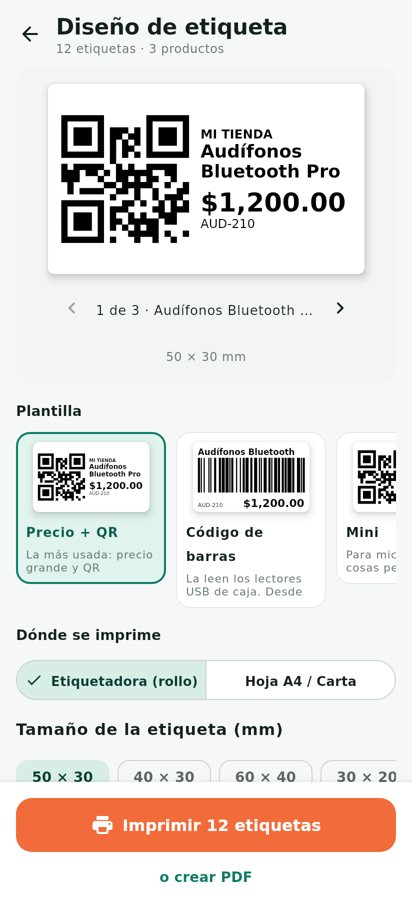 Diseño de etiqueta
12 etiquetas · 3 productos
MI TIENDA
Audífonos
Bluetooth Pro
$1,200.00
AUD-210
1 de 3 · Audífonos Bluetooth ...
50 × 30 mm
Plantilla
MI TIENDA
Audífonos
Bluetooth Pro
$1,200.00
AUD-210
Precio + QR
La más usada: precio
grande y QR
Audífonos Bluetooth
AUD-210 $1,200.00
Código de
barras
La leen los lectores
USB de caja. Desde
Mini
Para mic
cosas pe
Dónde se imprime
Etiquetadora (rollo)
Hoja A4 / Carta
Tamaño de la etiqueta (mm)
50 × 30
40 × 30
60 × 40
30 × 20
Imprimir 12 etiquetas
o crear PDF